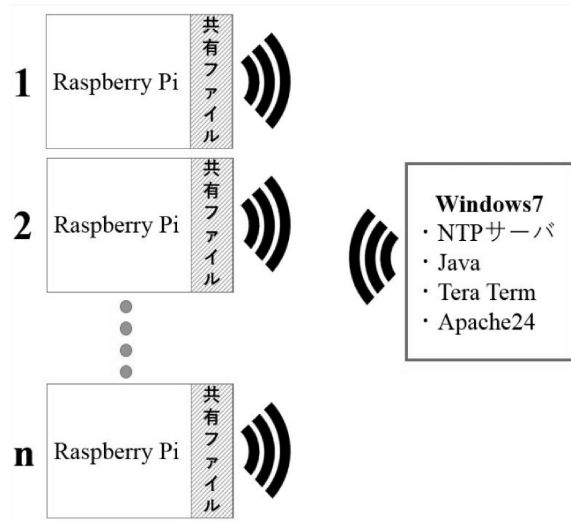 1
Raspberry Pi
共有ファイル
2
Raspberry Pi
共有ファイル
n
Raspberry Pi
共有ファイル
Windows7
・NTPサーバ
・Java
・Tera Term
・Apache24